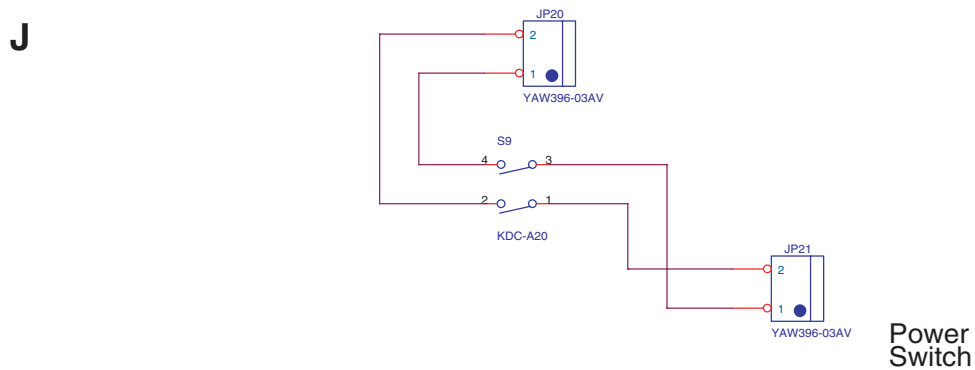 J
JP20
2
1
YAW396-03AV
S9
4 3
2 1
KDC-A20
JP21
2
1
YAW396-03AV
Power
Switch